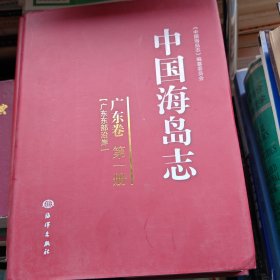 《中国海岛志》编纂委员会
中国海岛志
广东卷 第一册
【广东东部沿岸】
海洋出版社